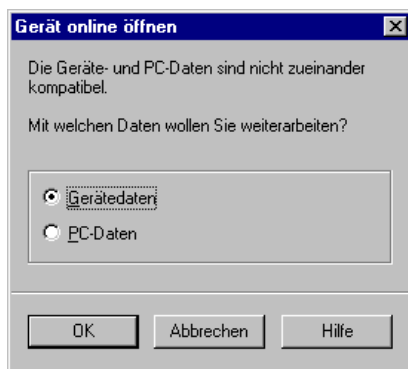 Gerät online öffnen
Die Geräte- und PC-Daten sind nicht zueinander
kompatibel.
Mit welchen Daten wollen Sie weiterarbeiten?
Gerätedaten
PC-Daten
OK Abbrechen Hilfe